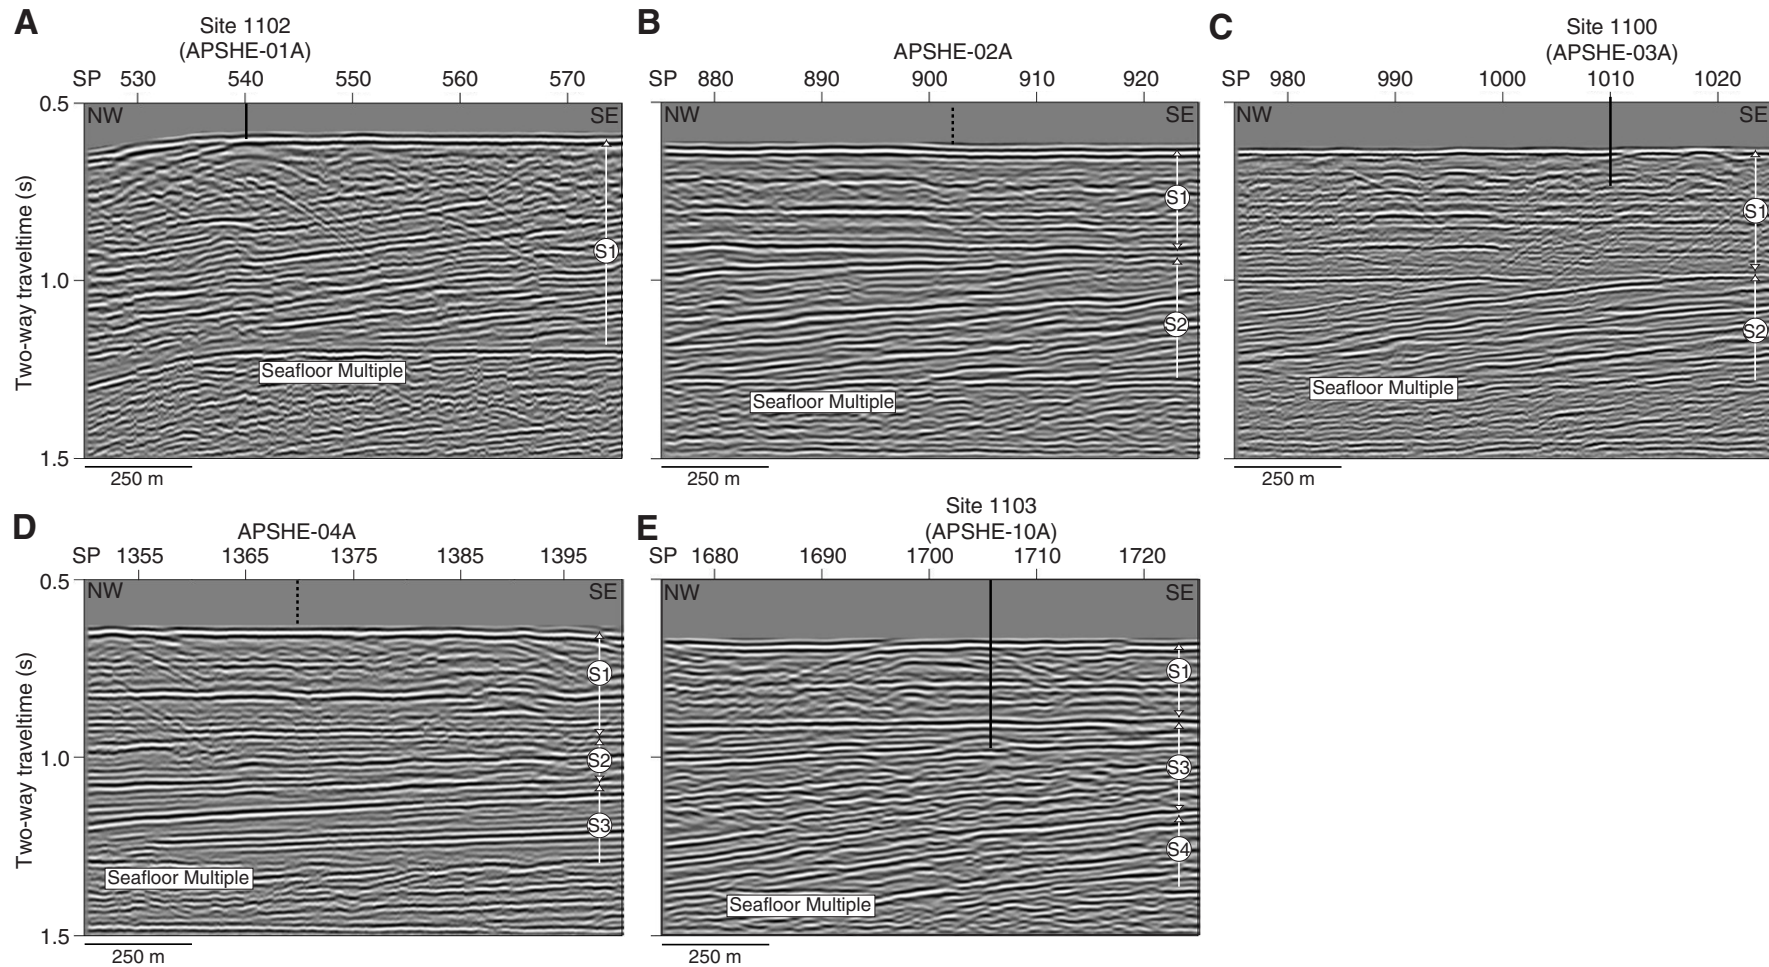 A
Site 1102
(APSHE-01A)
SP 530 540 550 560 570
0.5
NW SE
S1
1.0
Seafloor Multiple
1.5
250 m
Two-way traveltime (s)
B
APSHE-02A
SP 880 890 900 910 920
NW SE
S1
S2
Seafloor Multiple
250 m
C
Site 1100
(APSHE-03A)
SP 980 990 1000 1010 1020
NW SE
S1
S2
Seafloor Multiple
250 m
D
APSHE-04A
SP 1355 1365 1375 1385 1395
0.5
NW SE
S1
1.0
S2
S3
Seafloor Multiple
1.5
250 m
Two-way traveltime (s)
E
Site 1103
(APSHE-10A)
SP 1680 1690 1700 1710 1720
NW SE
S1
S3
S4
Seafloor Multiple
250 m